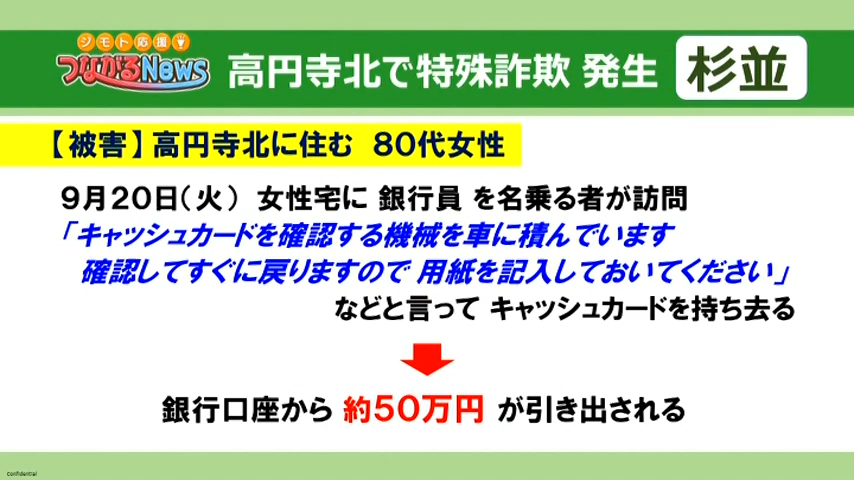 ジモト応援
つながるNews
高円寺北で特殊詐欺 発生
杉並
【被害】高円寺北に住む 80代女性
9月20日(火) 女性宅に 銀行員 を名乗る者が訪問
「キャッシュカードを確認する機械を車に積んでいます
確認してすぐに戻りますので 用紙を記入しておいてください」
などと言って キャッシュカードを持ち去る
銀行口座から 約50万円 が引き出される
Confidential